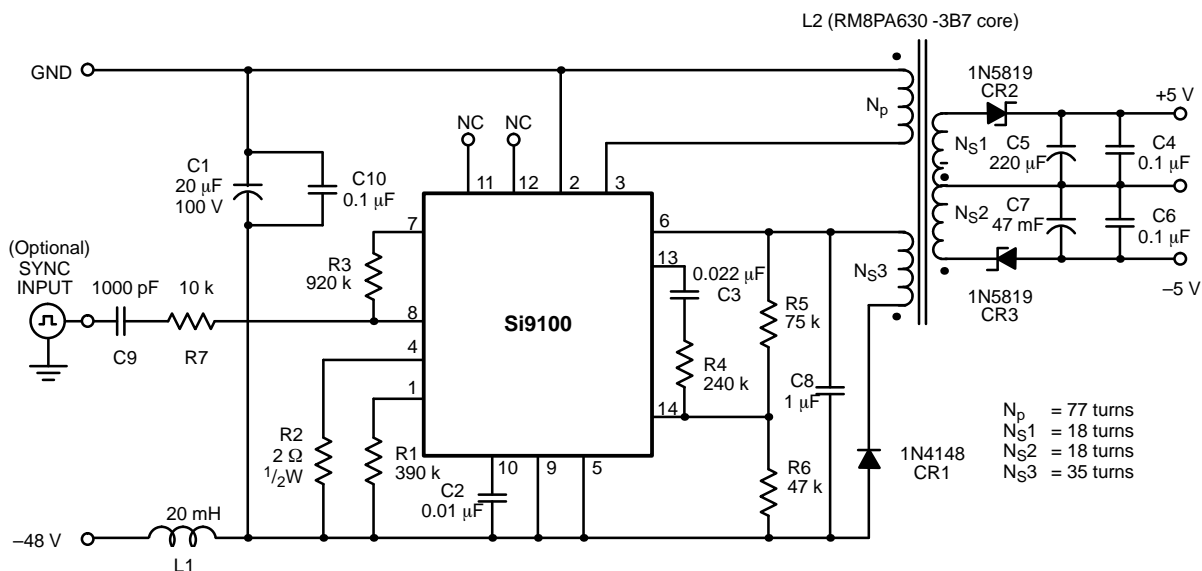 L2 (RM8PA630 -3B7 core)
GND
1N5819
CR2
+5 V
Np
NC
NC
NS1
C5
220 µF
C4
0.1 µF
C1
20 µF
100 V
C10
0.1 µF
11
12
2
3
NS2
C7
47 mF
C6
0.1 µF
7
6
(Optional)
SYNC
INPUT
R3
920 k
13
0.022 µF
C3
NS3
–5 V
1000 pF
10 k
1N5819
CR3
R5
75 k
8
Si9100
C9
R7
4
R4
240 k
C8
1 µF
1
14
Np = 77 turns
NS1 = 18 turns
NS2 = 18 turns
NS3 = 35 turns
R2
2 Ω
1/2W
R1
390 k
10
9
5
C2
0.01 µF
R6
47 k
1N4148
CR1
20 mH
–48 V
L1